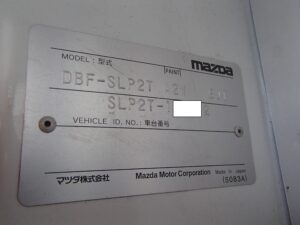 mazda
MODEL: 型式
PAINT
DBF-SLP2T
SLP2T-
VEHICLE ID. NO.: 車台番号
マツダ株式会社 Mazda Motor Corporation Made in Japan
(5083A)